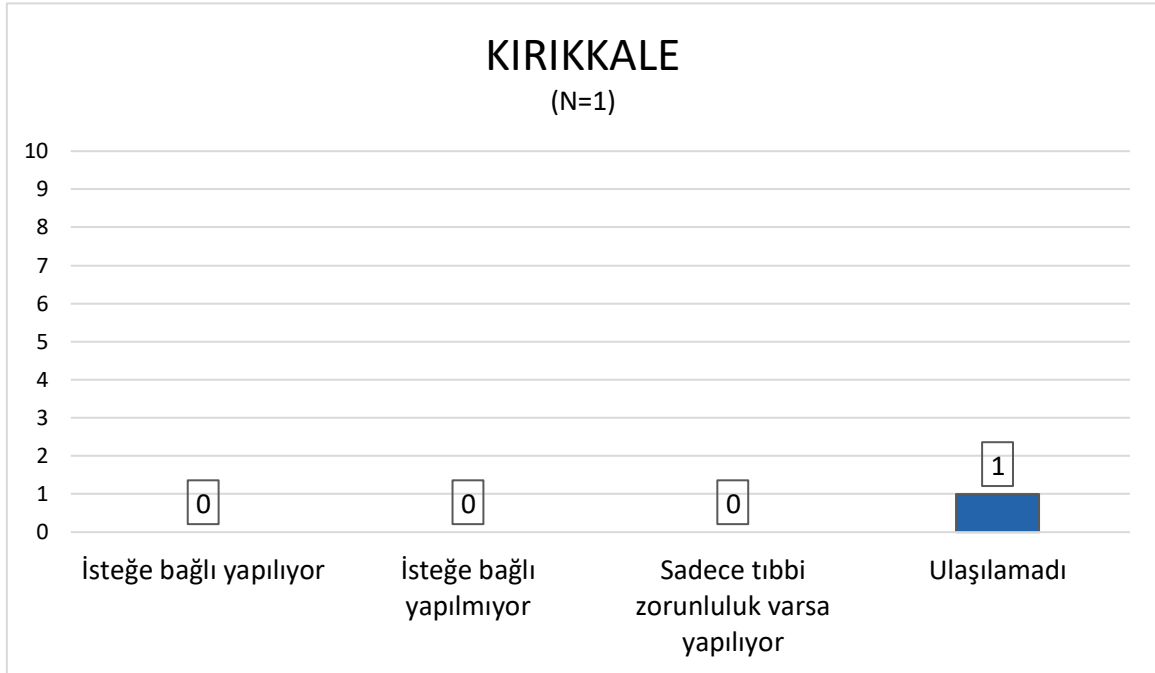 KIRIKKALE
(N=1)
10
9
8
7
6
5
4
3
2
1
0
0
0
0
1
İsteğe bağlı yapılıyor
İsteğe bağlı
yapılmıyor
Sadece tıbbi
zorunluluk varsa
yapılıyor
Ulaşılamadı